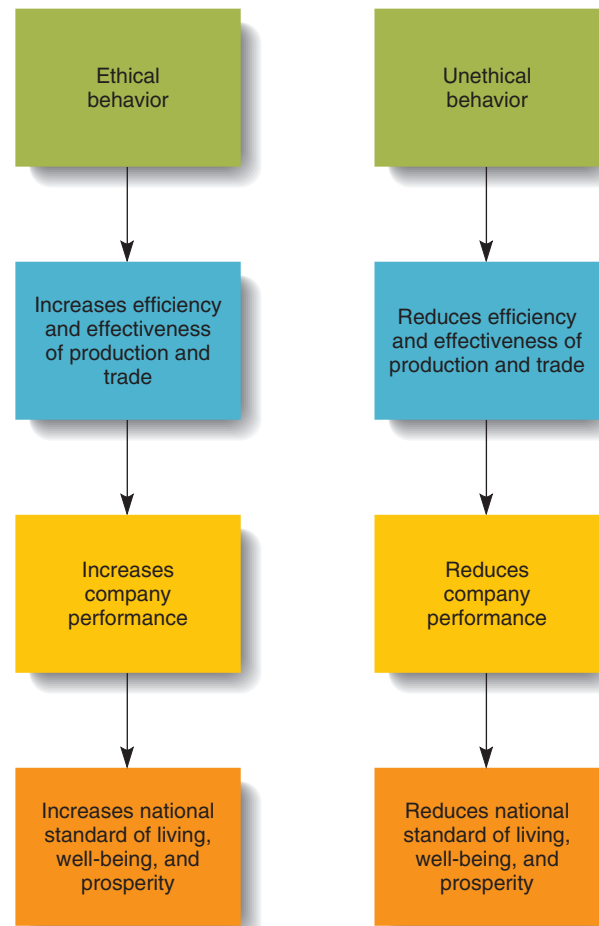 Ethical
behavior
Increases efficiency
and effectiveness
of production and
trade
Increases
company
performance
Increases national
standard of living,
well-being, and
prosperity
Unethical
behavior
Reduces efficiency
and effectiveness of
production and trade
Reduces
company
performance
Reduces national
standard of living,
well-being, and
prosperity